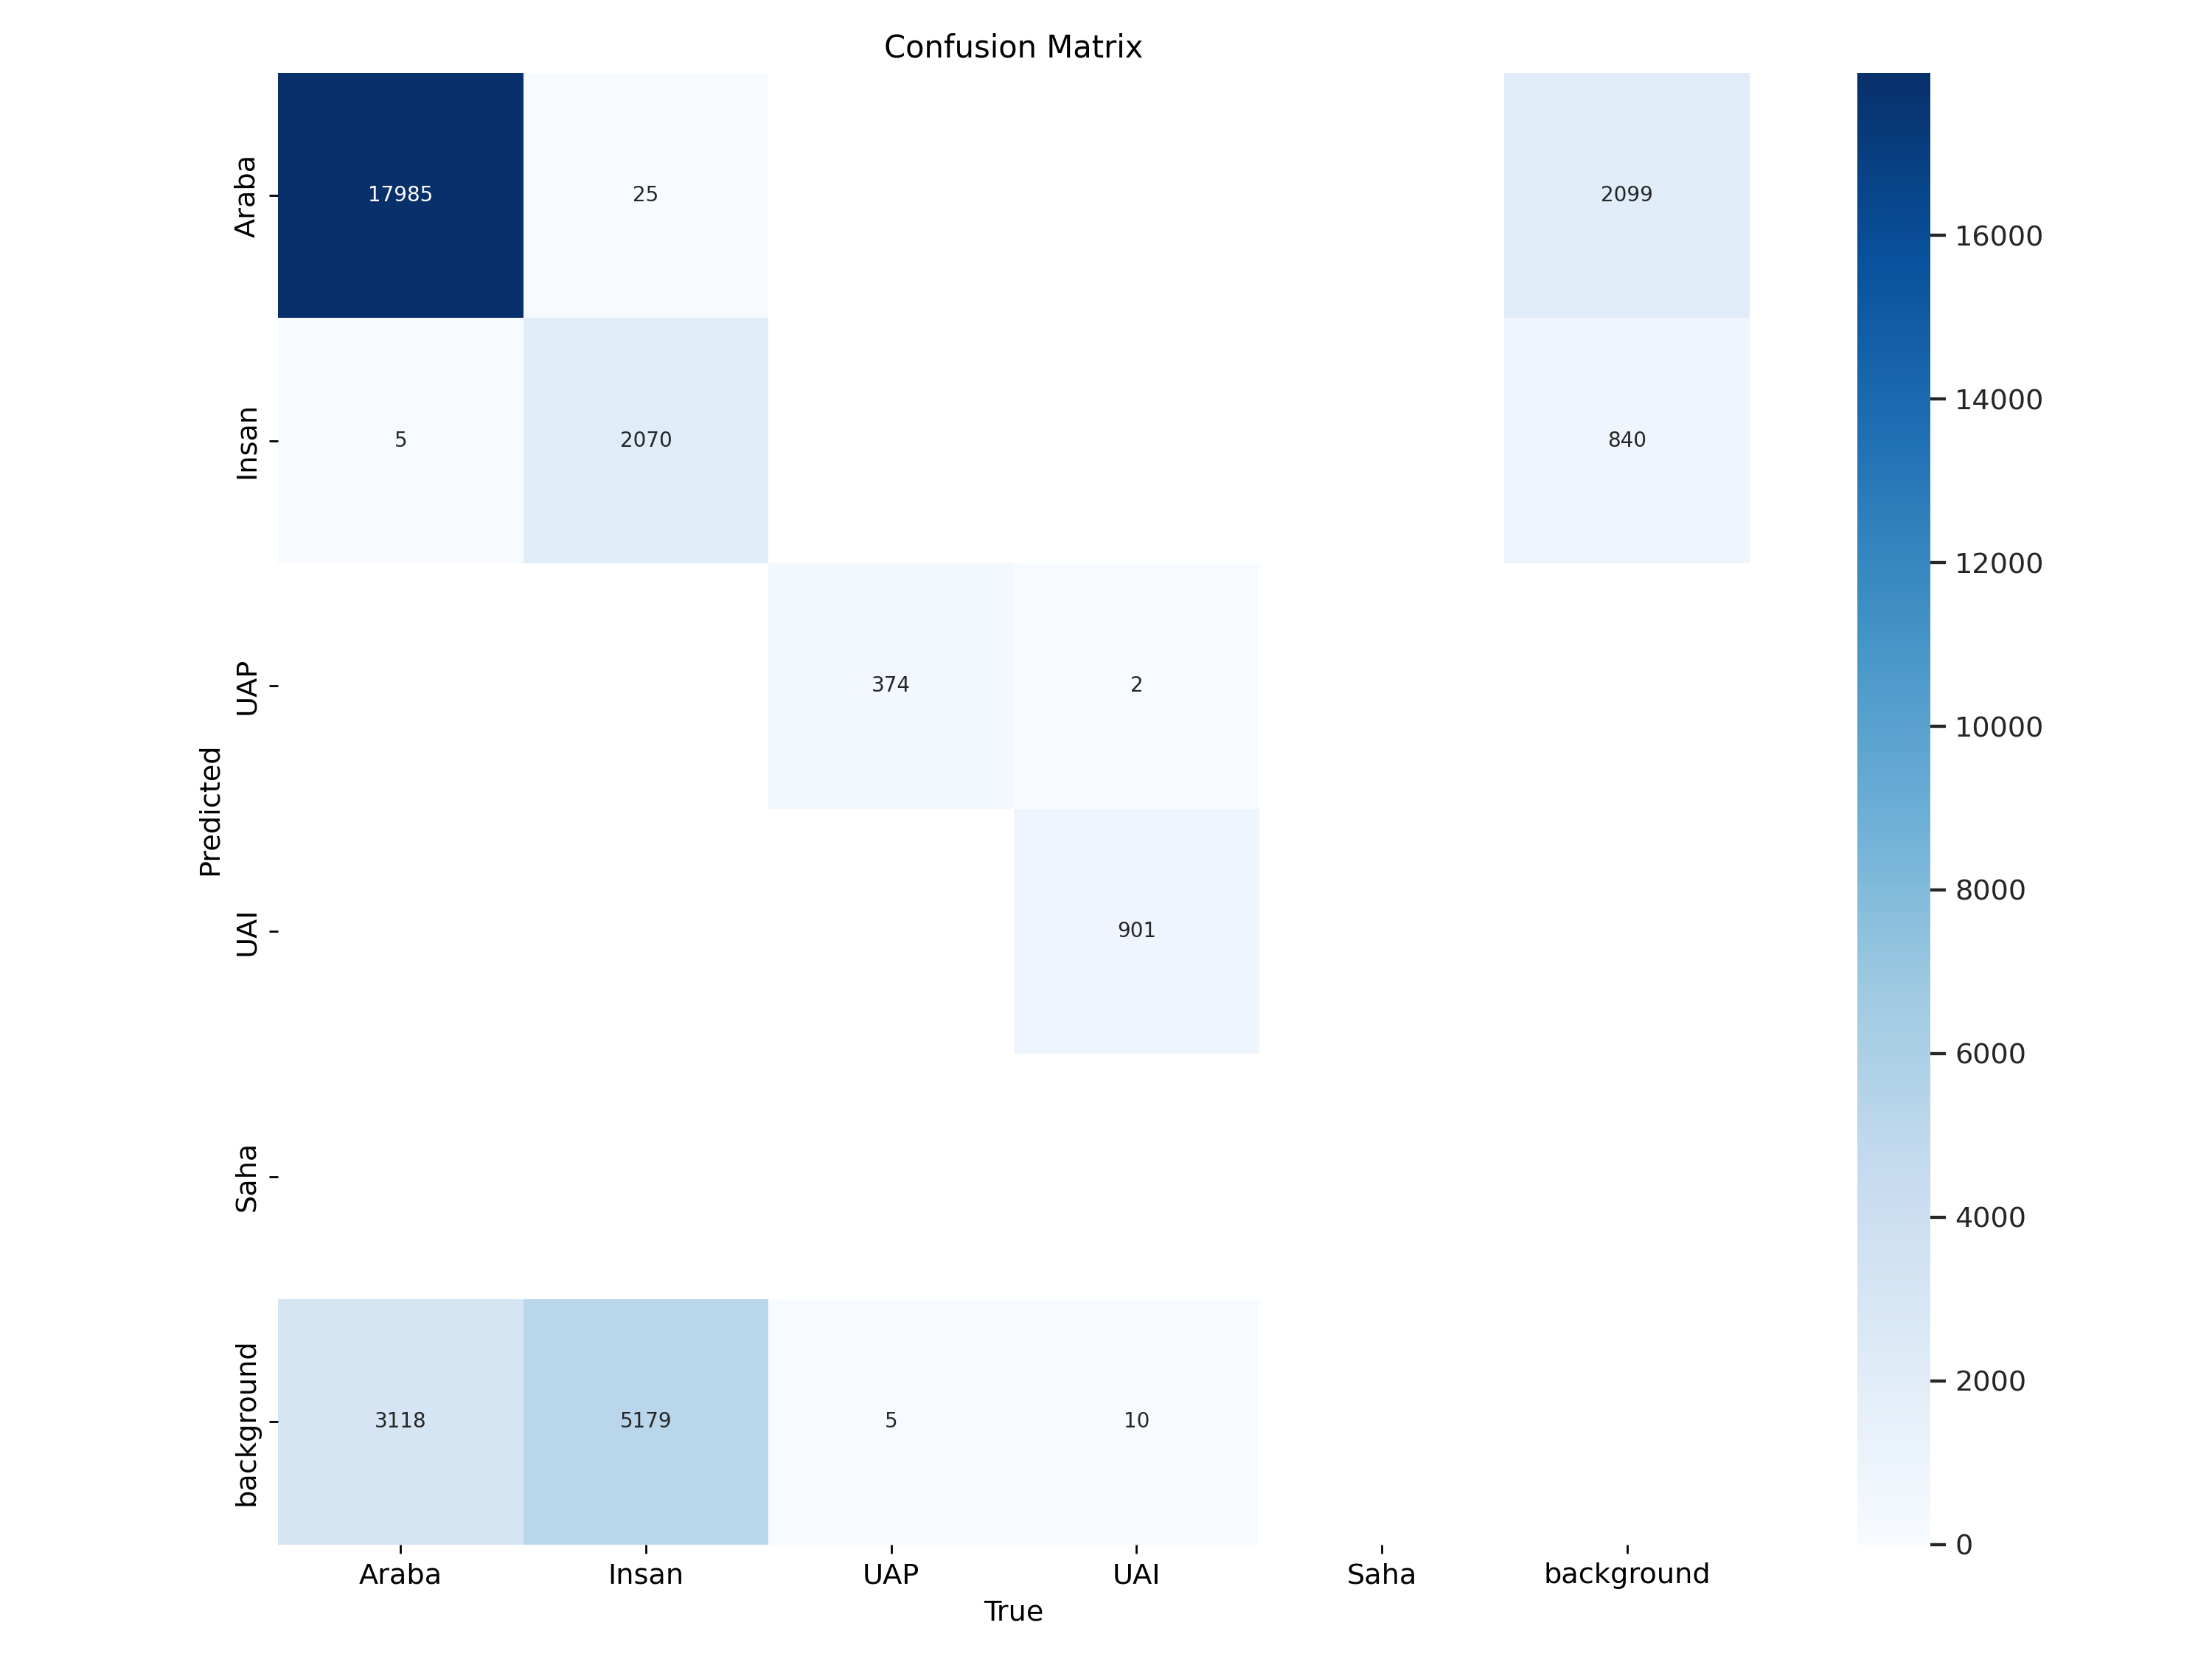 Confusion Matrix
Araba
17985
25
2099
16000
14000
Insan
5
2070
840
12000
UAP
374
2
10000
Predicted
8000
UAI
901
6000
Saha
4000
background
3118
5179
5
10
2000
0
Araba
Insan
UAP
UAI
Saha
background
True